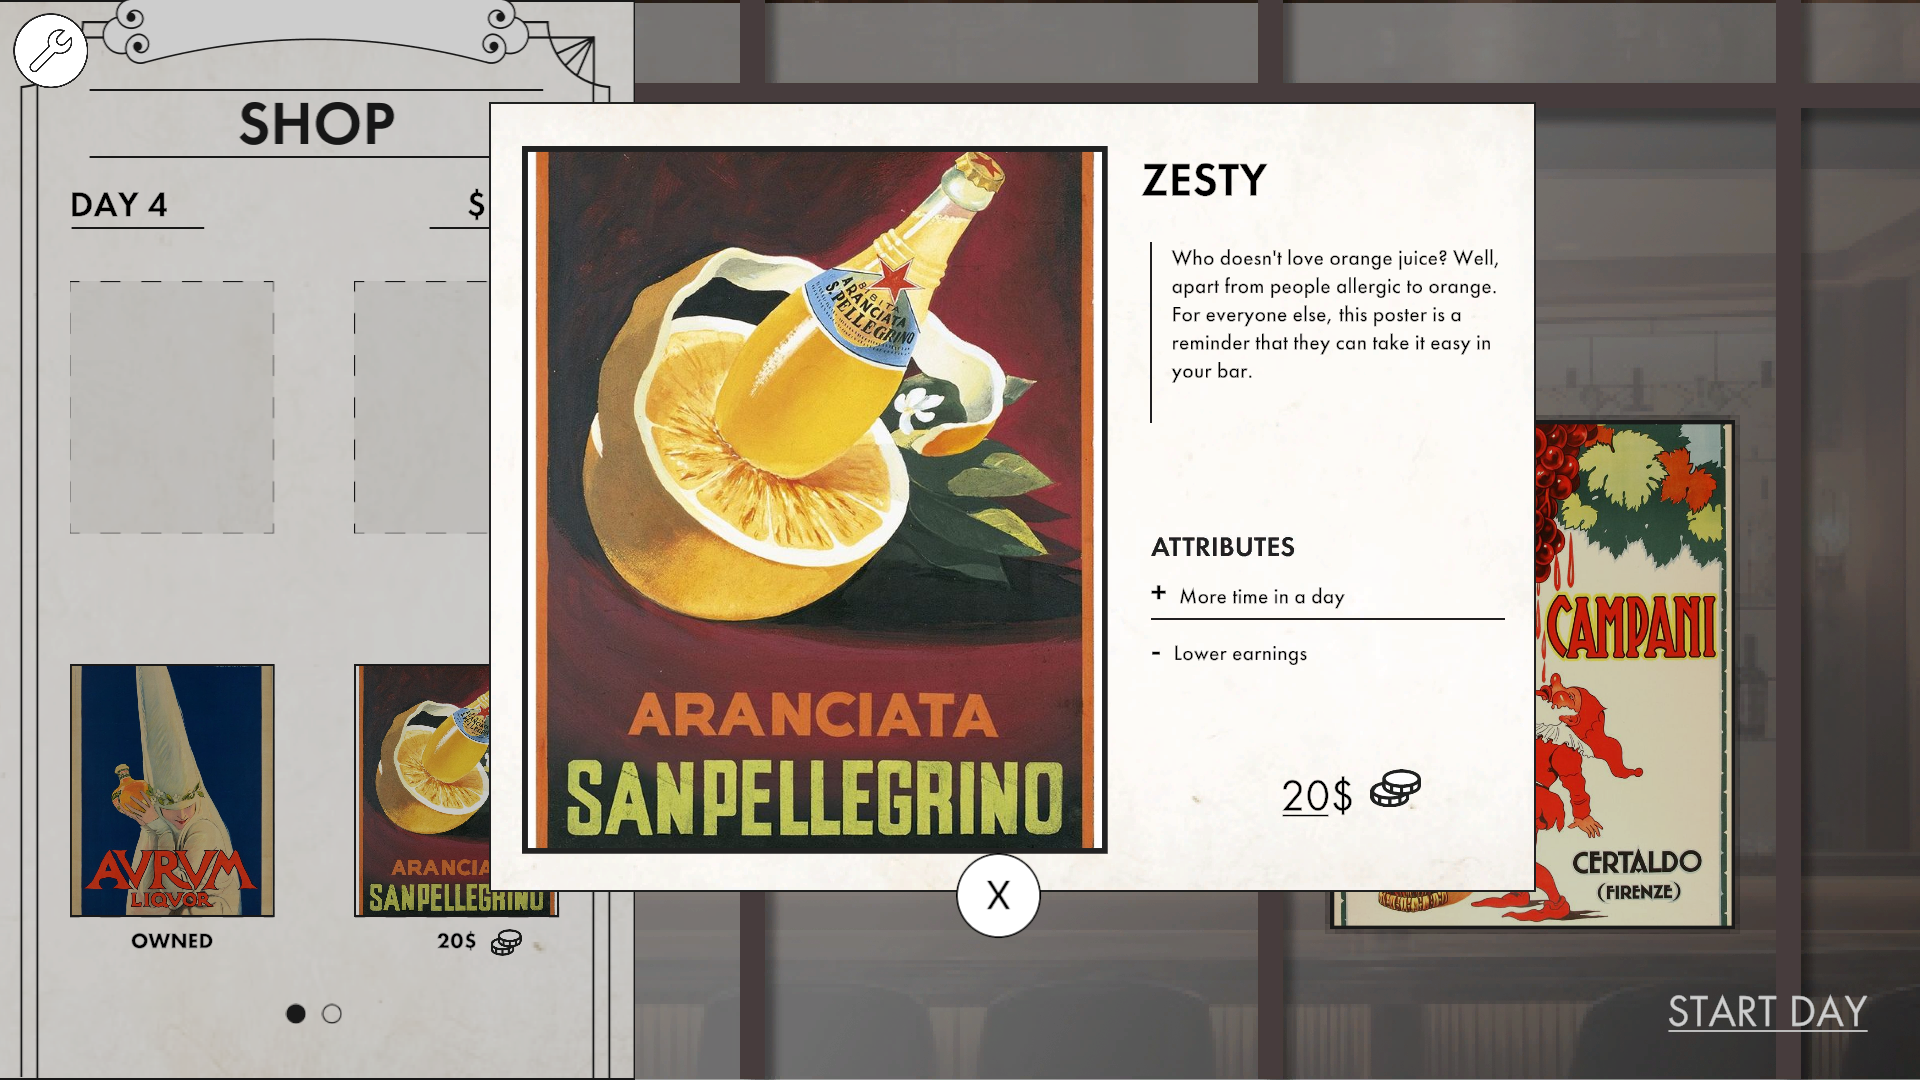 SHOP
DAY 4
$
AVRVM
LIQVOR
OWNED
ARANCIA
SANPELLEGRINO
20$
BIBITA
ARANCIATA
S.PELLEGRINO
ARANCIATA
SANPELLEGRINO
ZESTY
Who doesn't love orange juice? Well,
apart from people allergic to orange.
For everyone else, this poster is a
reminder that they can take it easy in
your bar.
ATTRIBUTES
+ More time in a day
- Lower earnings
20$
X
CAMPANI
CERTALDO
(FIRENZE)
START DAY